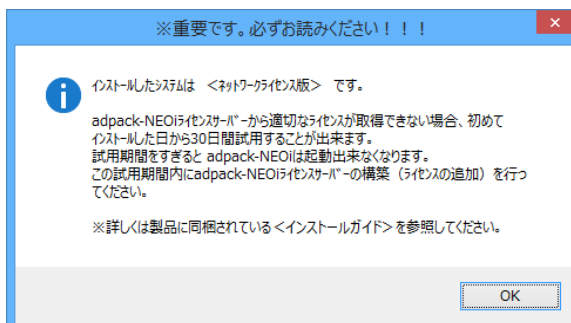 ※重要です。必ずお読みください！！！
ｲﾝｽﾄｰﾙしたｼｽﾃﾑは　＜ﾈｯﾄﾜｰｸﾗｲｾﾝｽ版＞　です。
adpack-NEOiﾗｲｾﾝｽｻｰﾊﾞｰから適切なﾗｲｾﾝｽが取得できない場合、初めて
ｲﾝｽﾄｰﾙした日から30日間試用することが出来ます。
試用期間をすぎると adpack-NEOiは起動出来なくなります。
この試用期間内にadpack-NEOiﾗｲｾﾝｽｻｰﾊﾞｰの構築（ﾗｲｾﾝｽの追加）を行っ
てください。
※詳しくは製品に同梱されている＜インストールガイド＞を参照してください。
OK